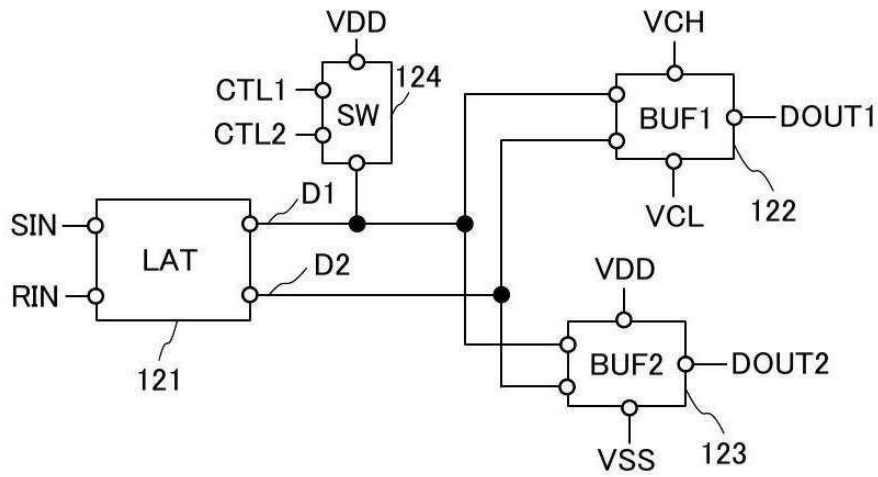 VDD
VCH
CTL1
SW
124
CTL2
BUF1
DOUT1
VCL
122
SIN
D1
LAT
RIN
D2
VDD
121
BUF2
DOUT2
VSS
123